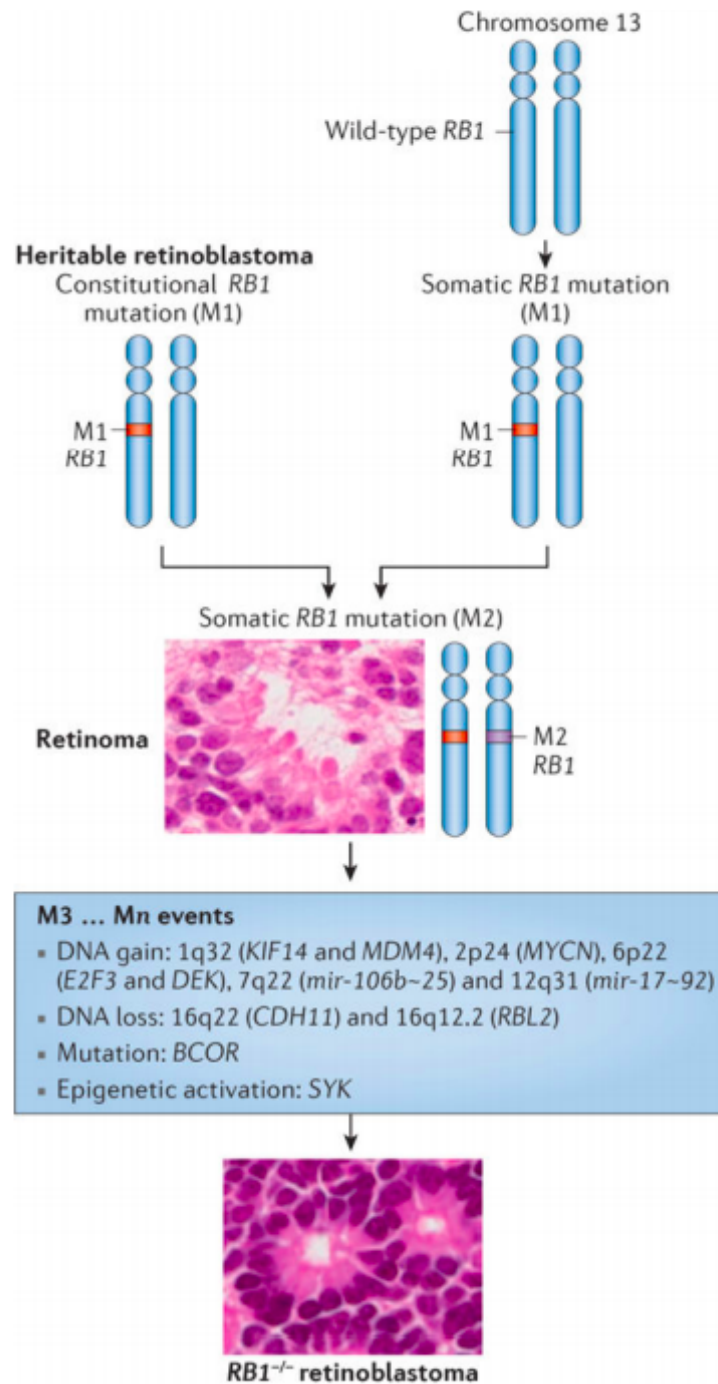 Chromosome 13
Wild-type RB1
Heritable retinoblastoma
Constitutional RB1
mutation (M1)
M1
RB1
Somatic RB1 mutation
(M1)
M1
RB1
Somatic RB1 mutation (M2)
Retinoma
M2
RB1
M3 ... Mn events
▪ DNA gain: 1q32 (KIF14 and MDM4), 2p24 (MYCN), 6p22
(E2F3 and DEK), 7q22 (mir-106b~25) and 12q31 (mir-17~92)
▪ DNA loss: 16q22 (CDH11) and 16q12.2 (RBL2)
▪ Mutation: BCOR
▪ Epigenetic activation: SYK
RB1⁻/⁻ retinoblastoma